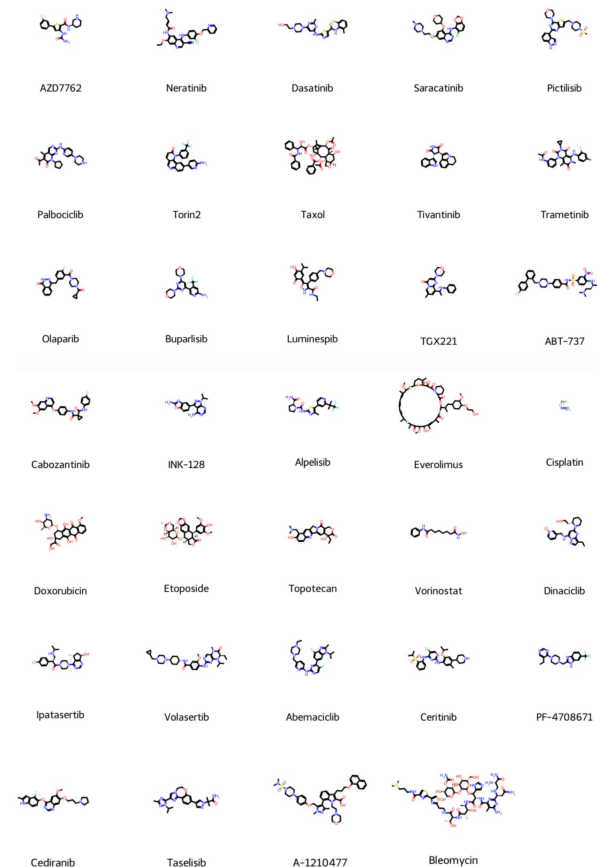 AZD7762 Neratinib Dasatinib Saracatinib Pictilisib
Palbociclib Torin2 Taxol Tivantinib Trametinib
Olaparib Buparlisib Luminespib TGX221 ABT-737
Cabozantinib INK-128 Alpelisib Everolimus Cisplatin
Doxorubicin Etoposide Topotecan Vorinostat Dinaciclib
Ipatasertib Volasertib Abemaciclib Ceritinib PF-4708671
Cediranib Taselisib A-1210477 Bleomycin